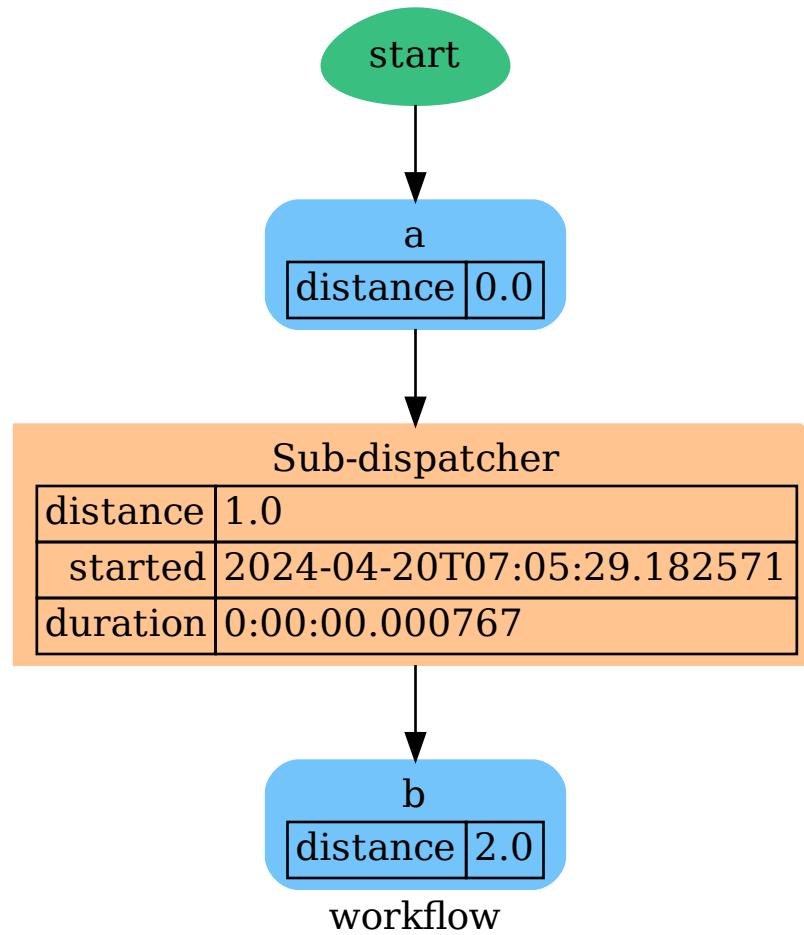 start
a
distance 0.0
Sub-dispatcher
distance 1.0
started 2024-04-20T07:05:29.182571
duration 0:00:00.000767
b
distance 2.0
workflow